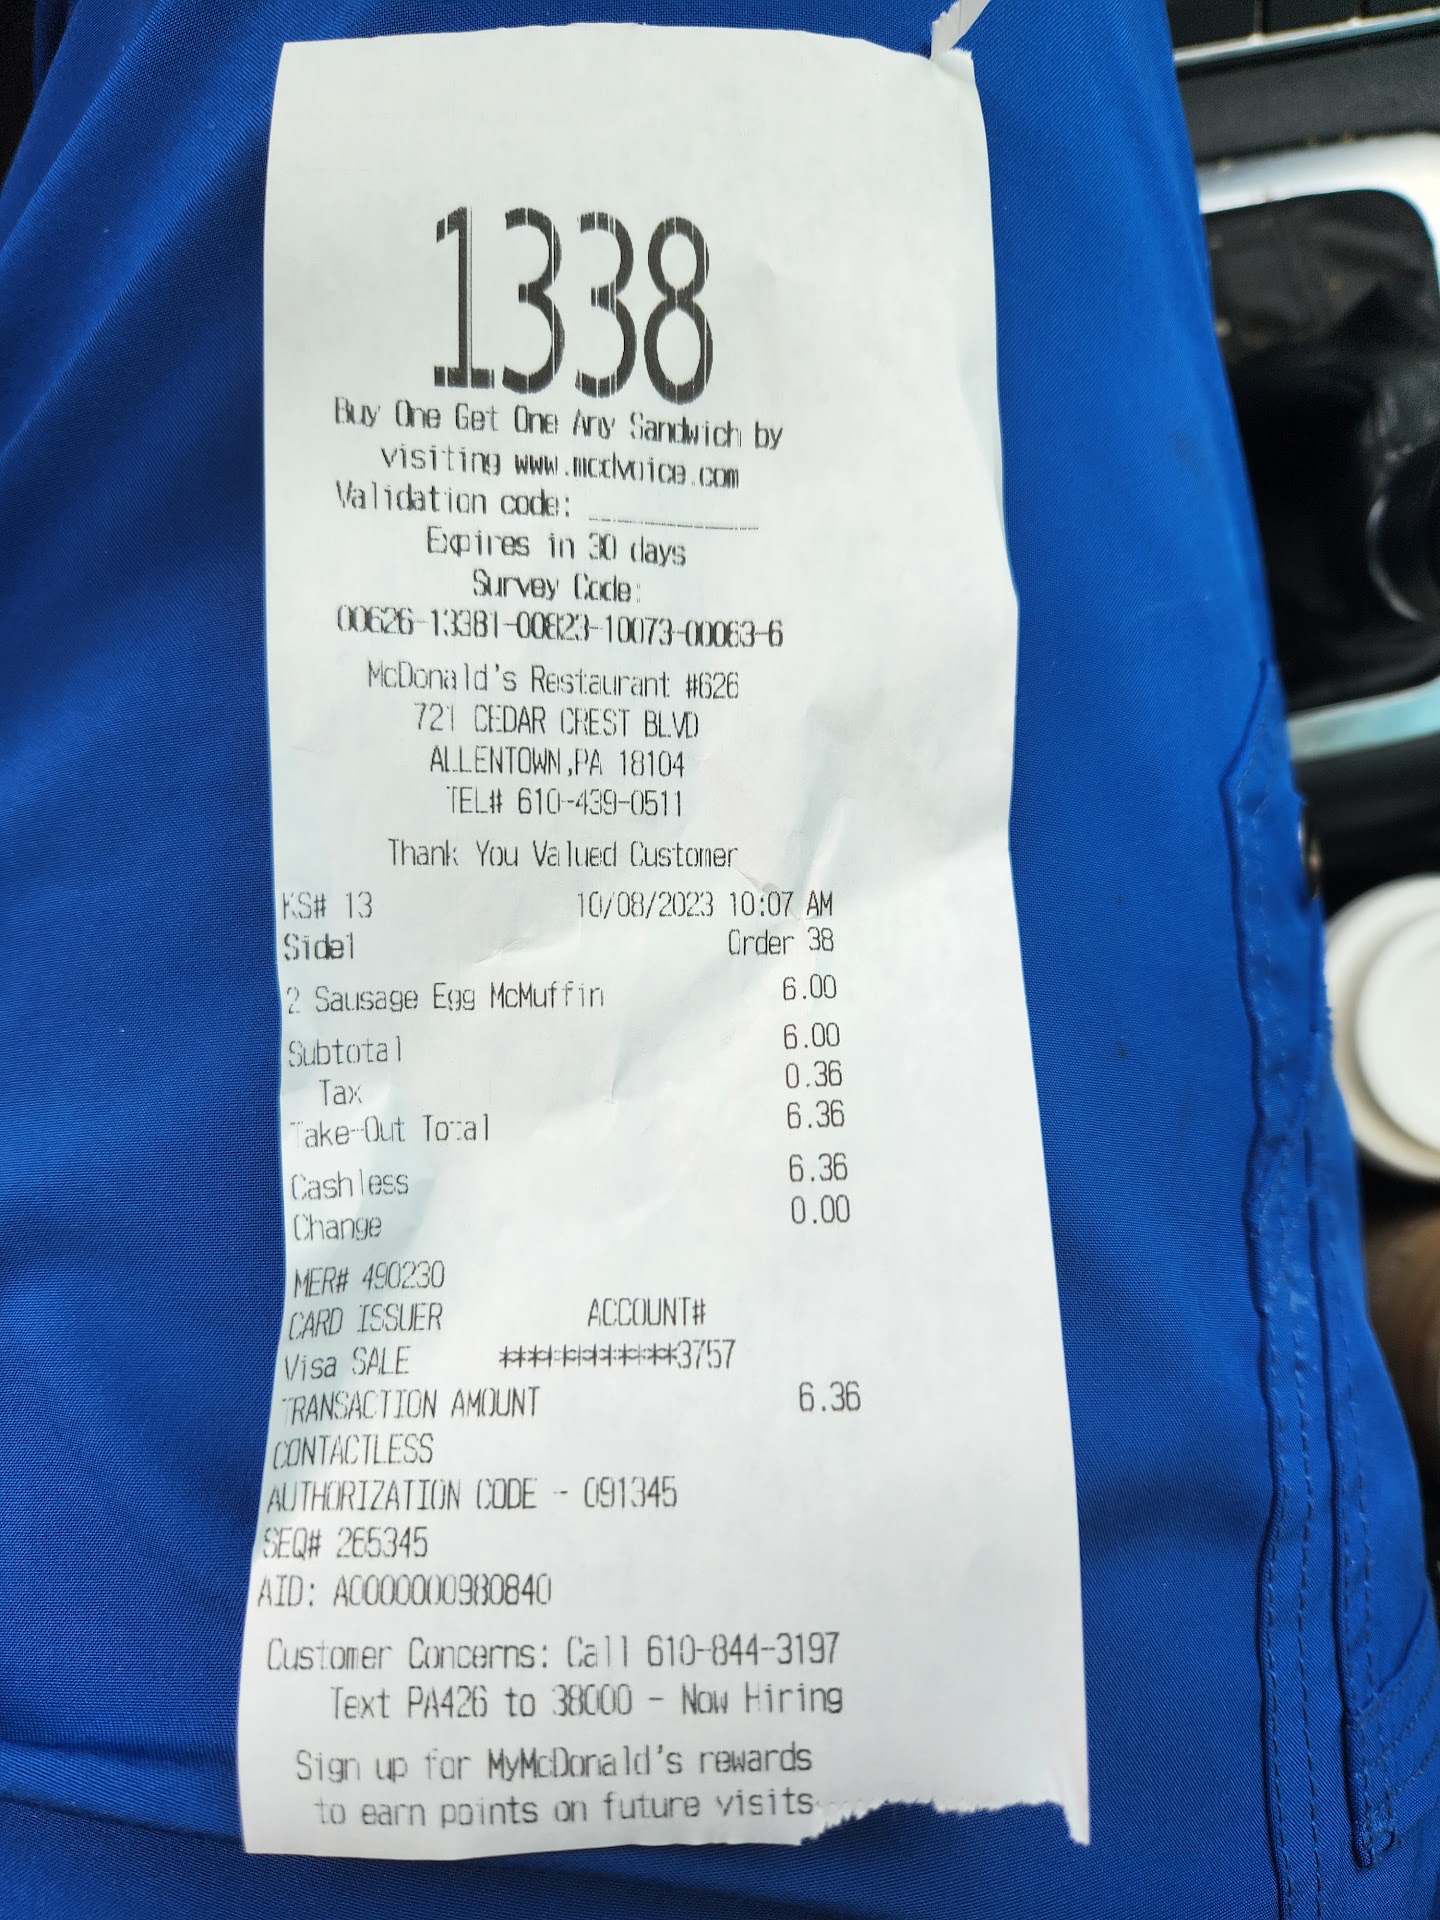 1338
Buy One Get One Any Sandwich by
visiting www.mcdvoice.com
Validation code: ____________
Expires in 30 days
Survey Code:
00626-13381-00823-10073-00063-6
McDonald's Restaurant #626
721 CEDAR CREST BLVD
ALLENTOWN,PA 18104
TEL# 610-439-0511
Thank You Valued Customer
KS# 13 10/08/2023 10:07 AM
Side1 Order 38
2 Sausage Egg McMuffin 6.00
Subtotal 6.00
Tax 0.36
Take-Out Total 6.36
Cashless 6.36
Change 0.00
MER# 490230
CARD ISSUER ACCOUNT#
Visa SALE ************3757
TRANSACTION AMOUNT 6.36
CONTACTLESS
AUTHORIZATION CODE - 091345
SEQ# 265345
AID: A0000000980840
Customer Concerns: Call 610-844-3197
Text PA426 to 38000 - Now Hiring
Sign up for MyMcDonald's rewards
to earn points on future visits